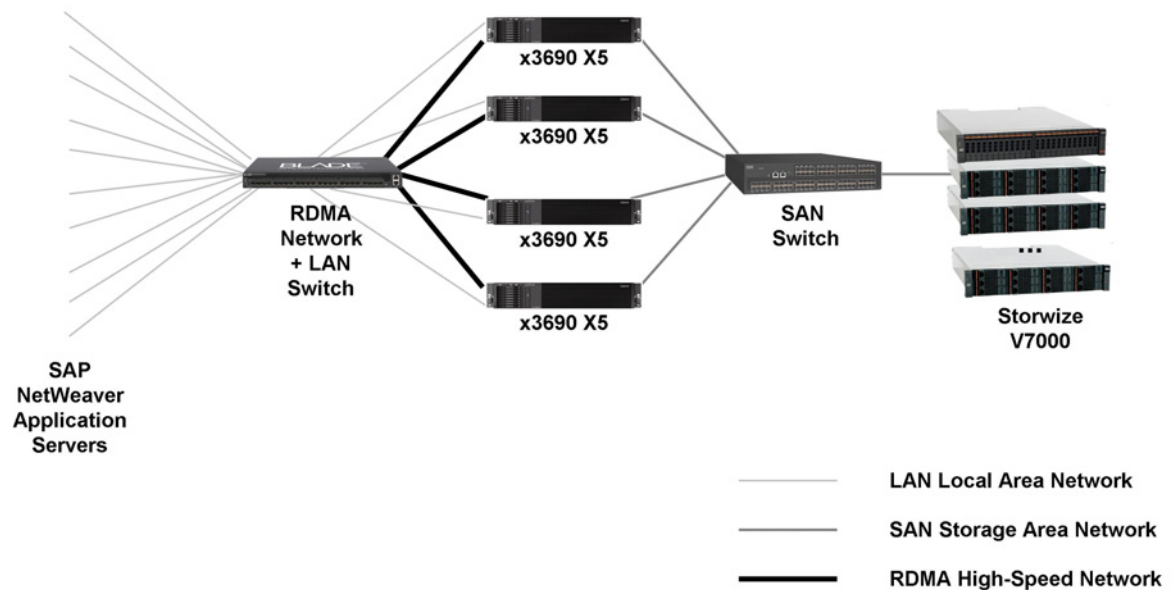 x3690 X5
x3690 X5
BLADE
RDMA
Network
+ LAN
Switch
x3690 X5
x3690 X5
SAN
Switch
Storwize
V7000
SAP
NetWeaver
Application
Servers
LAN Local Area Network
SAN Storage Area Network
RDMA High-Speed Network